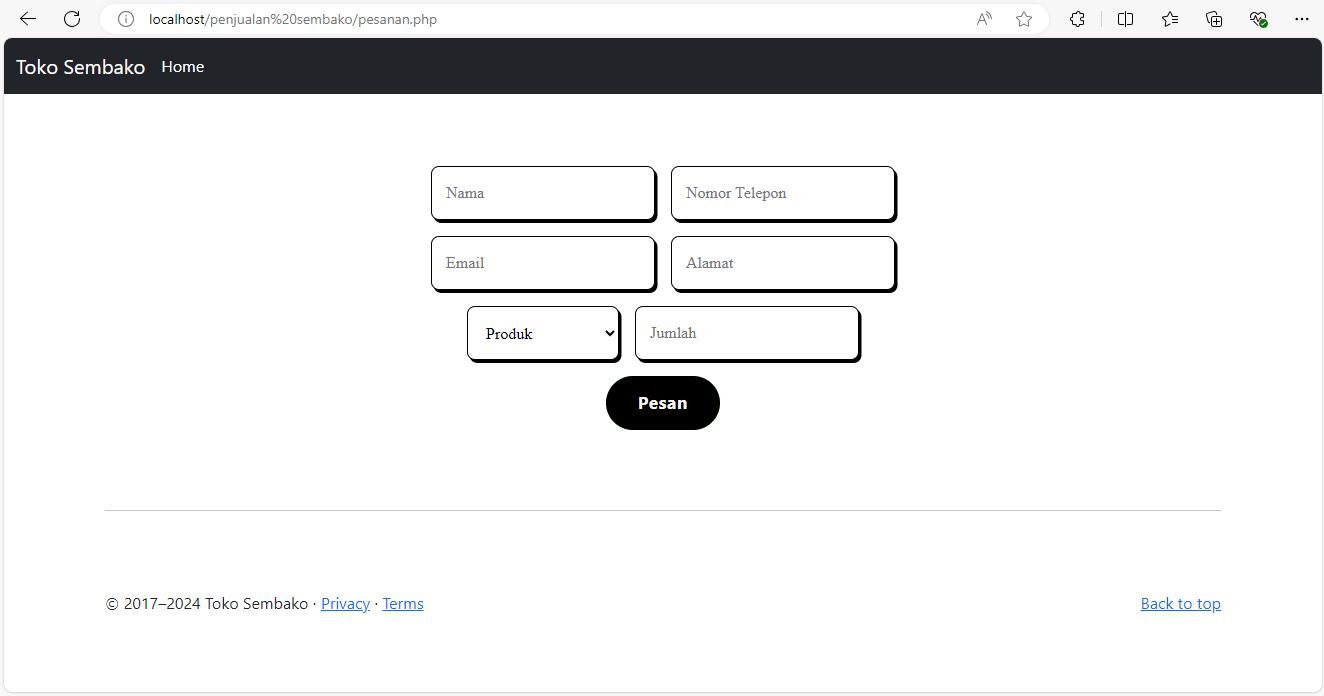 localhost/penjualan%20sembako/pesanan.php
Toko Sembako Home
Nama Nomor Telepon
Email Alamat
Produk Jumlah
Pesan
© 2017–2024 Toko Sembako · Privacy · Terms Back to top